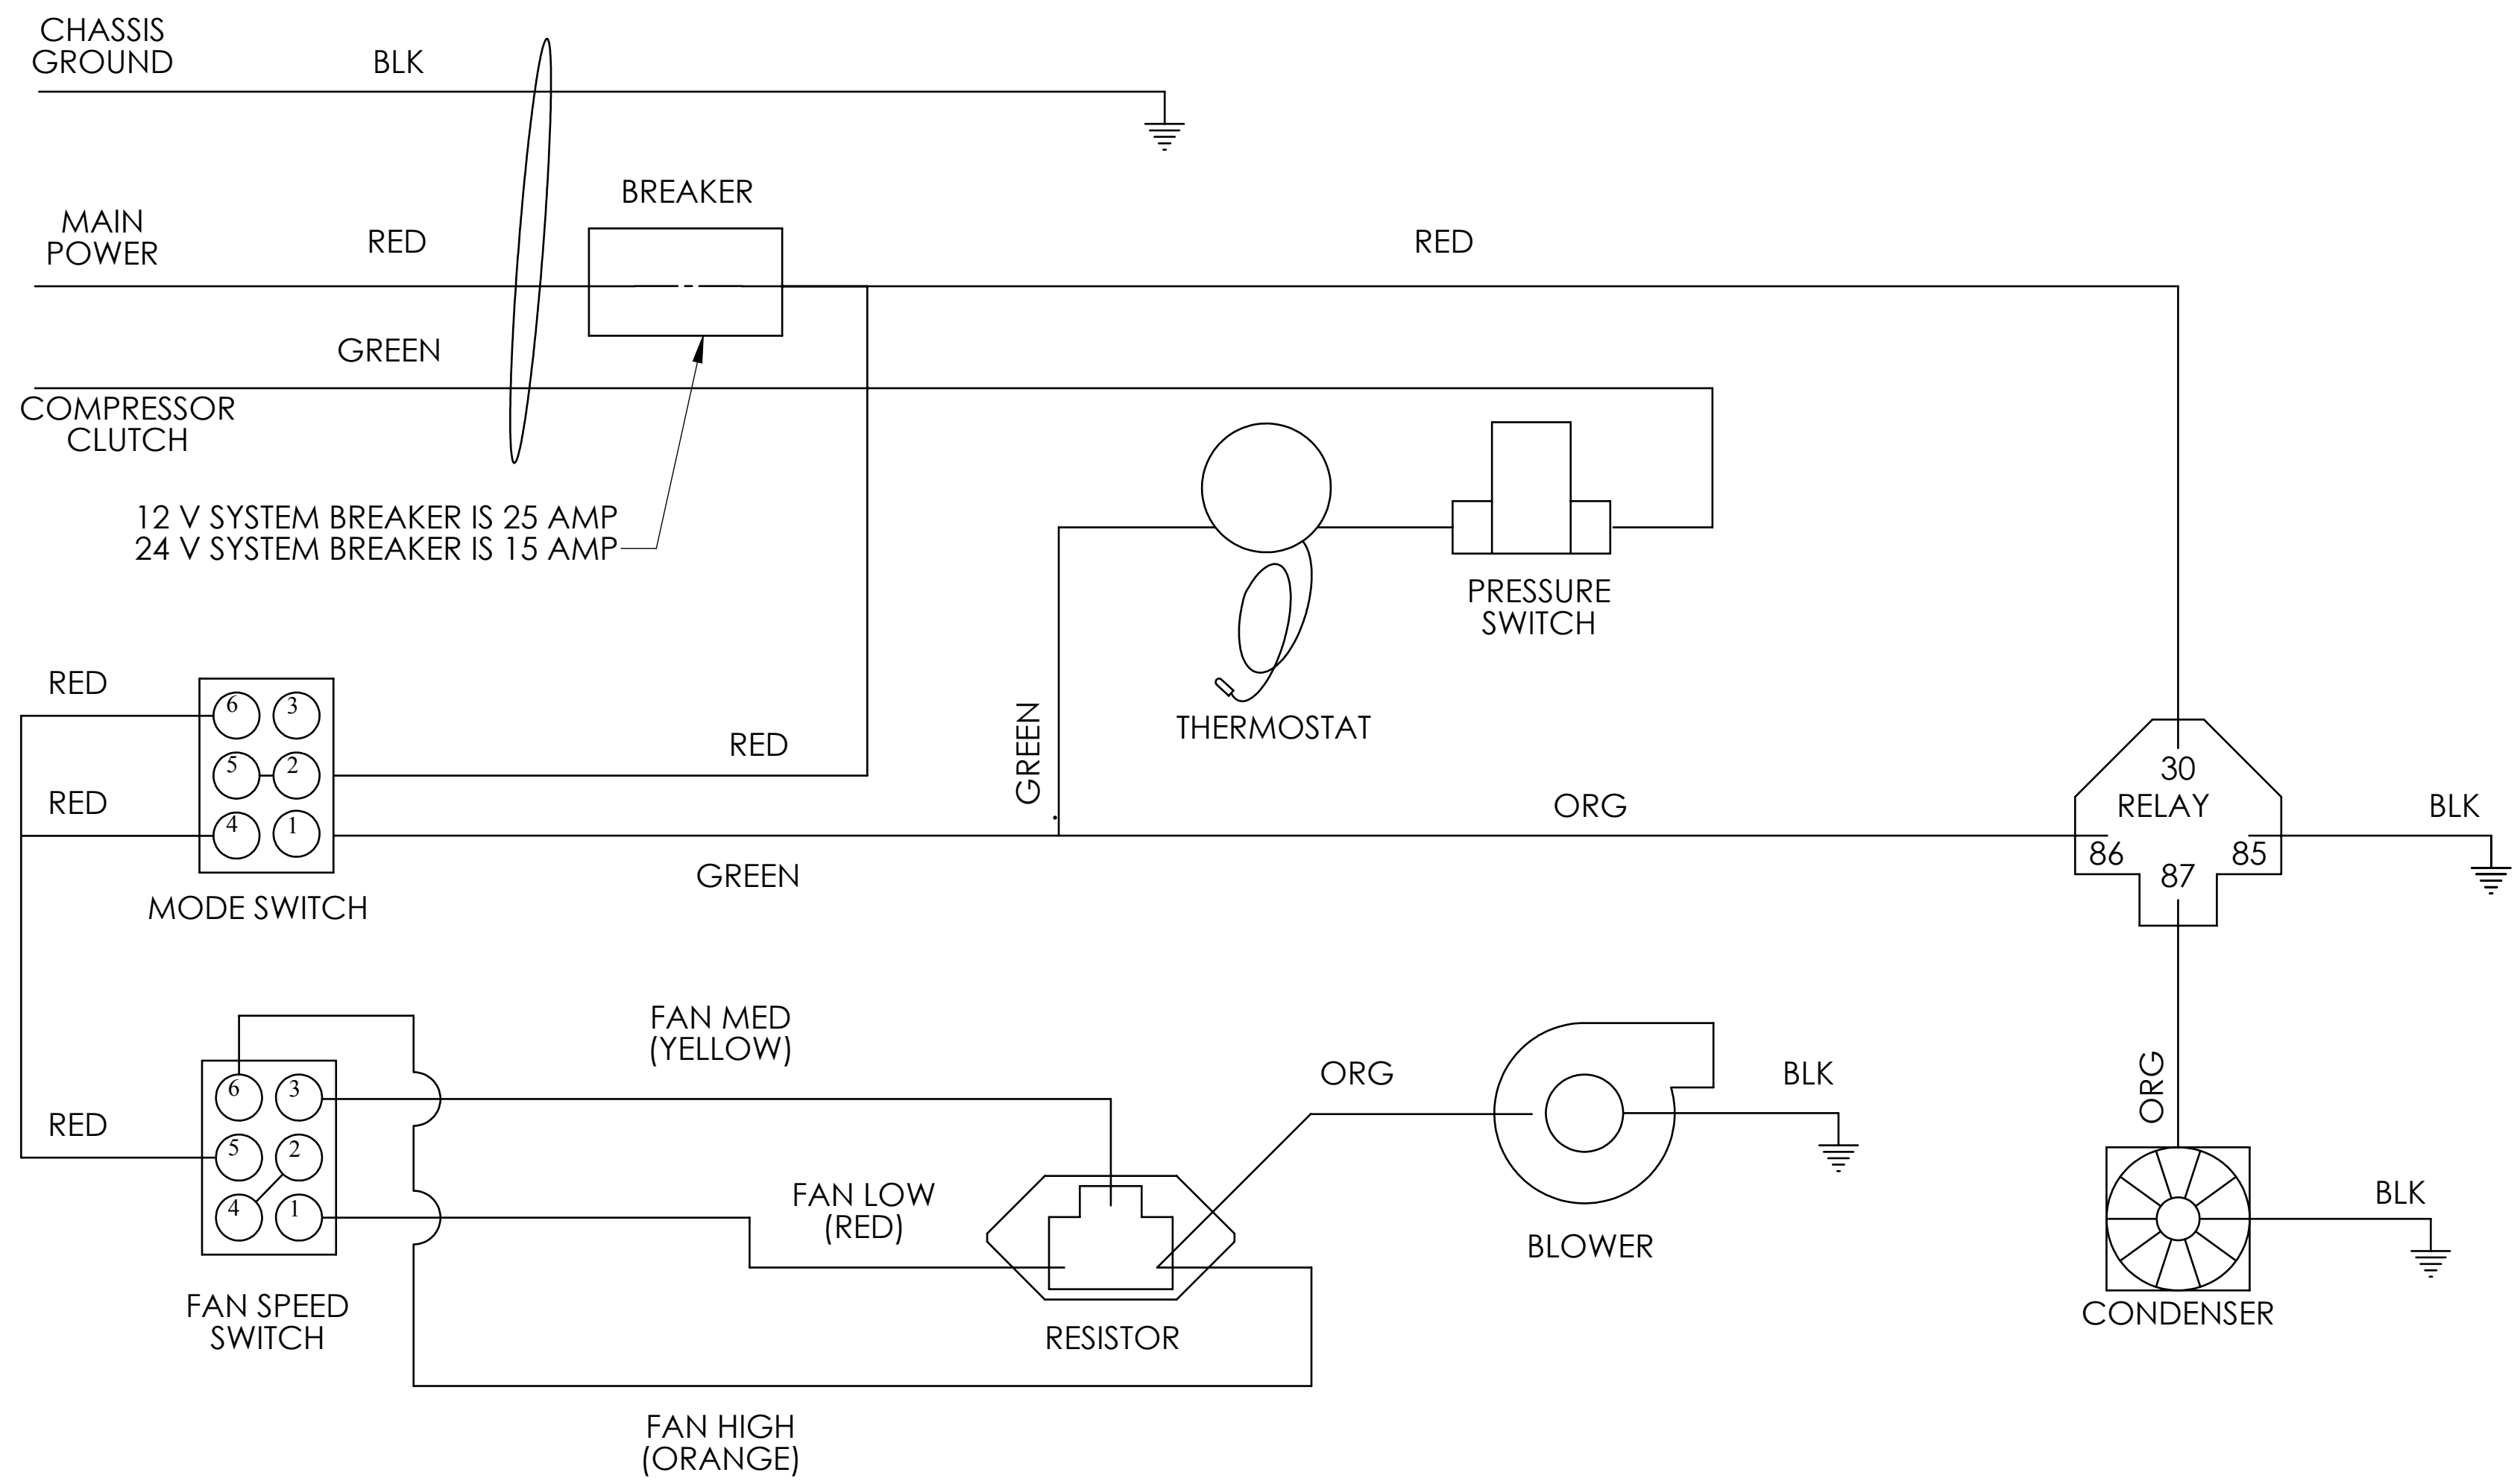 CHASSIS
GROUND
BLK
BREAKER
MAIN
POWER
RED
RED
GREEN
COMPRESSOR
CLUTCH
12 V SYSTEM BREAKER IS 25 AMP
24 V SYSTEM BREAKER IS 15 AMP
PRESSURE
SWITCH
THERMOSTAT
GREEN
RED
6 3
5 2
4 1
RED
RED
MODE SWITCH
GREEN
ORG
30
RELAY
86
85
87
BLK
FAN MED
(YELLOW)
6 3
5 2
4 1
RED
FAN SPEED
SWITCH
FAN LOW
(RED)
RESISTOR
ORG
BLK
BLOWER
ORG
BLK
CONDENSER
FAN HIGH
(ORANGE)